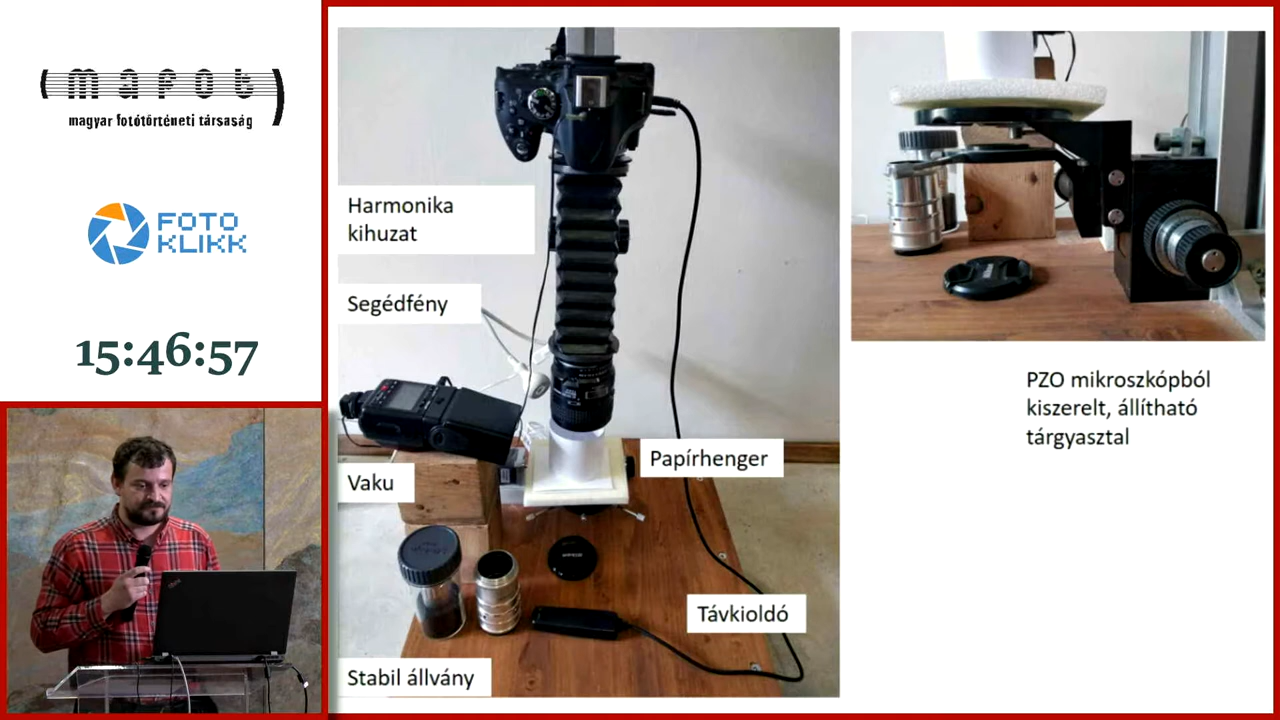 mafot
magyar fotótörténeti társaság
FOTO
KLIKK
15:46:57
Harmonika
kihuzat
Segédfény
Vaku
Papírhenger
Távkioldó
Stabil állvány
PZO mikroszkópból
kiszerelt, állítható
tárgyasztal